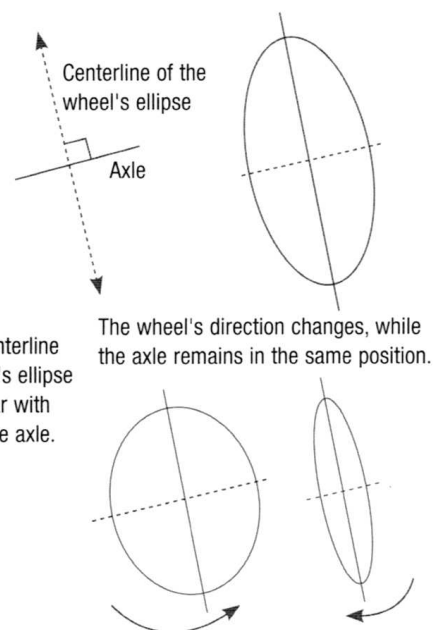 Centerline of the
wheel's ellipse
Axle
The wheel's direction changes, while
the axle remains in the same position.
nterline
's ellipse
r with
e axle.